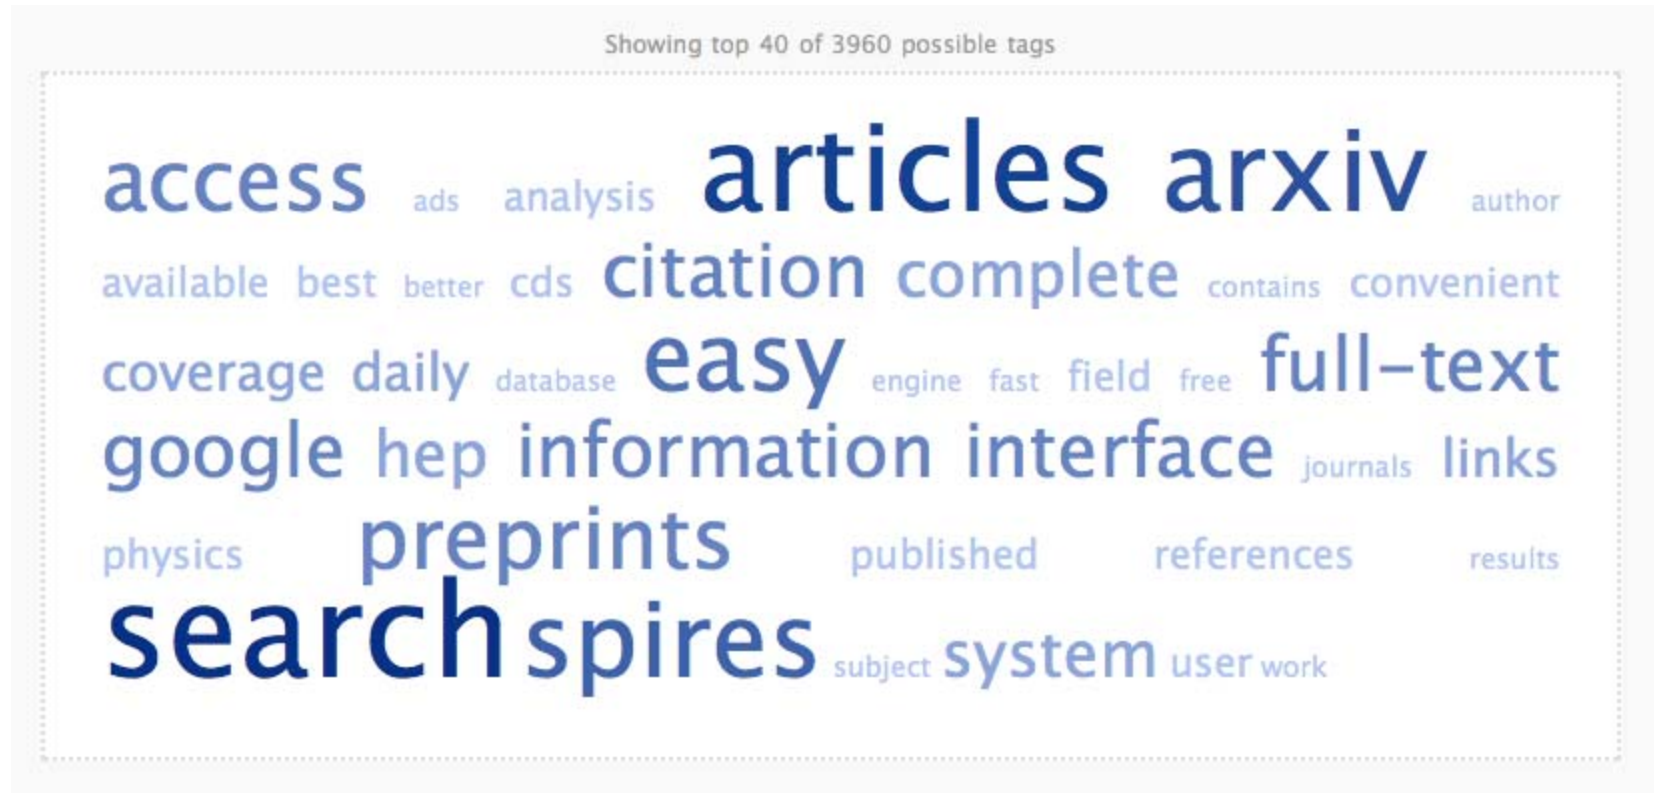 Showing top 40 of 3960 possible tags
access ads analysis articles arxiv author
available best better cds citation complete contains convenient
coverage daily database easy engine fast field free full-text
google hep information interface journals links
physics preprints published references results
search spires subject system user work